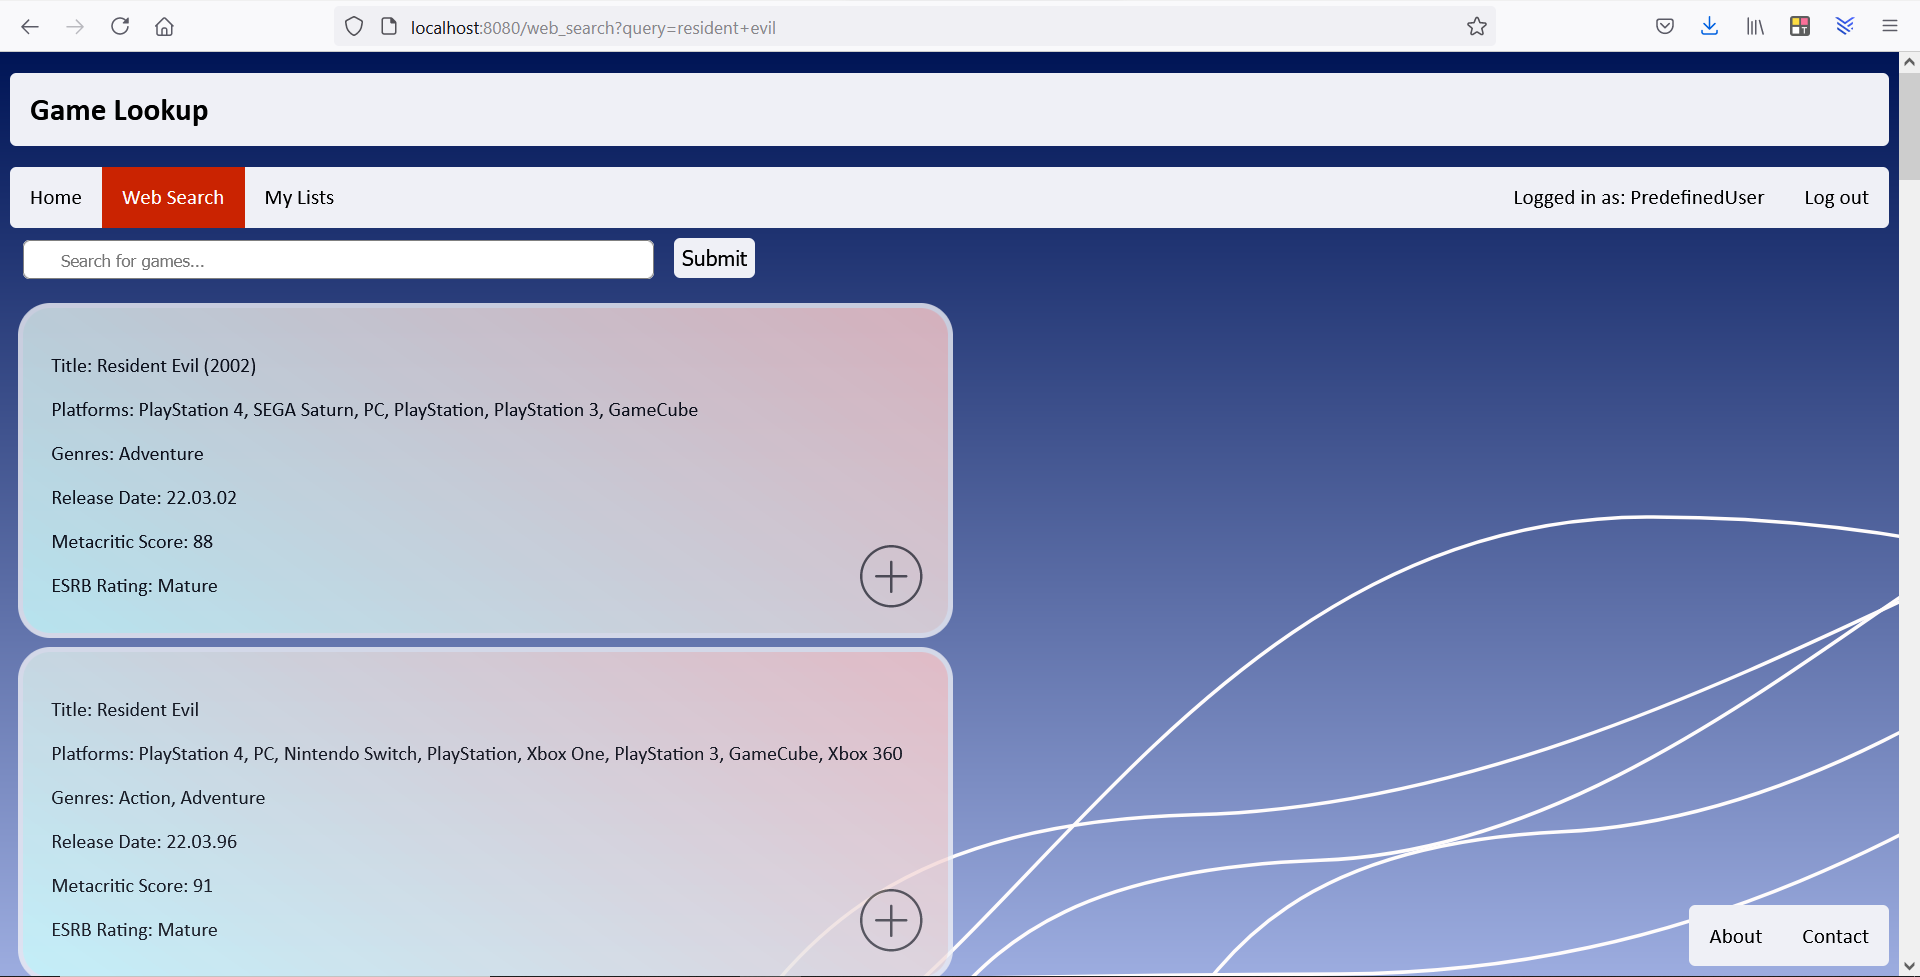 localhost:8080/web_search?query=resident+evil
Game Lookup
Home Web Search My Lists Logged in as: PredefinedUser Log out
Search for games... Submit
Title: Resident Evil (2002)
Platforms: PlayStation 4, SEGA Saturn, PC, PlayStation, PlayStation 3, GameCube
Genres: Adventure
Release Date: 22.03.02
Metacritic Score: 88
ESRB Rating: Mature
Title: Resident Evil
Platforms: PlayStation 4, PC, Nintendo Switch, PlayStation, Xbox One, PlayStation 3, GameCube, Xbox 360
Genres: Action, Adventure
Release Date: 22.03.96
Metacritic Score: 91
ESRB Rating: Mature
About Contact